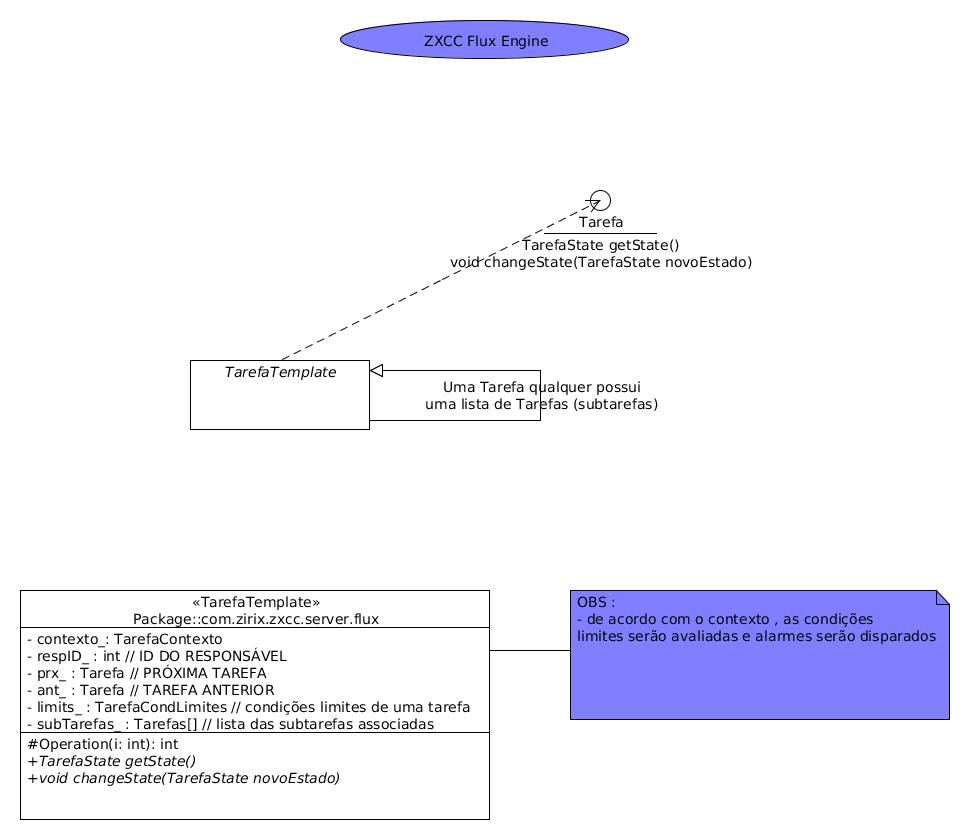 ZXCC Flux Engine
Tarefa
TarefaState getState()
void changeState(TarefaState novoEstado)
TarefaTemplate
Uma Tarefa qualquer possui
uma lista de Tarefas (subtarefas)
«TarefaTemplate»
Package::com.zirix.zxcc.server.flux
- contexto_: TarefaContexto
- respID_ : int // ID DO RESPONSÁVEL
- prx_ : Tarefa // PRÓXIMA TAREFA
- ant_ : Tarefa // TAREFA ANTERIOR
- limits_ : TarefaCondLimites // condições limites de uma tarefa
- subTarefas_ : Tarefas[] // lista das subtarefas associadas
#Operation(i: int): int
+TarefaState getState()
+void changeState(TarefaState novoEstado)
OBS :
- de acordo com o contexto , as condições
limites serão avaliadas e alarmes serão disparados